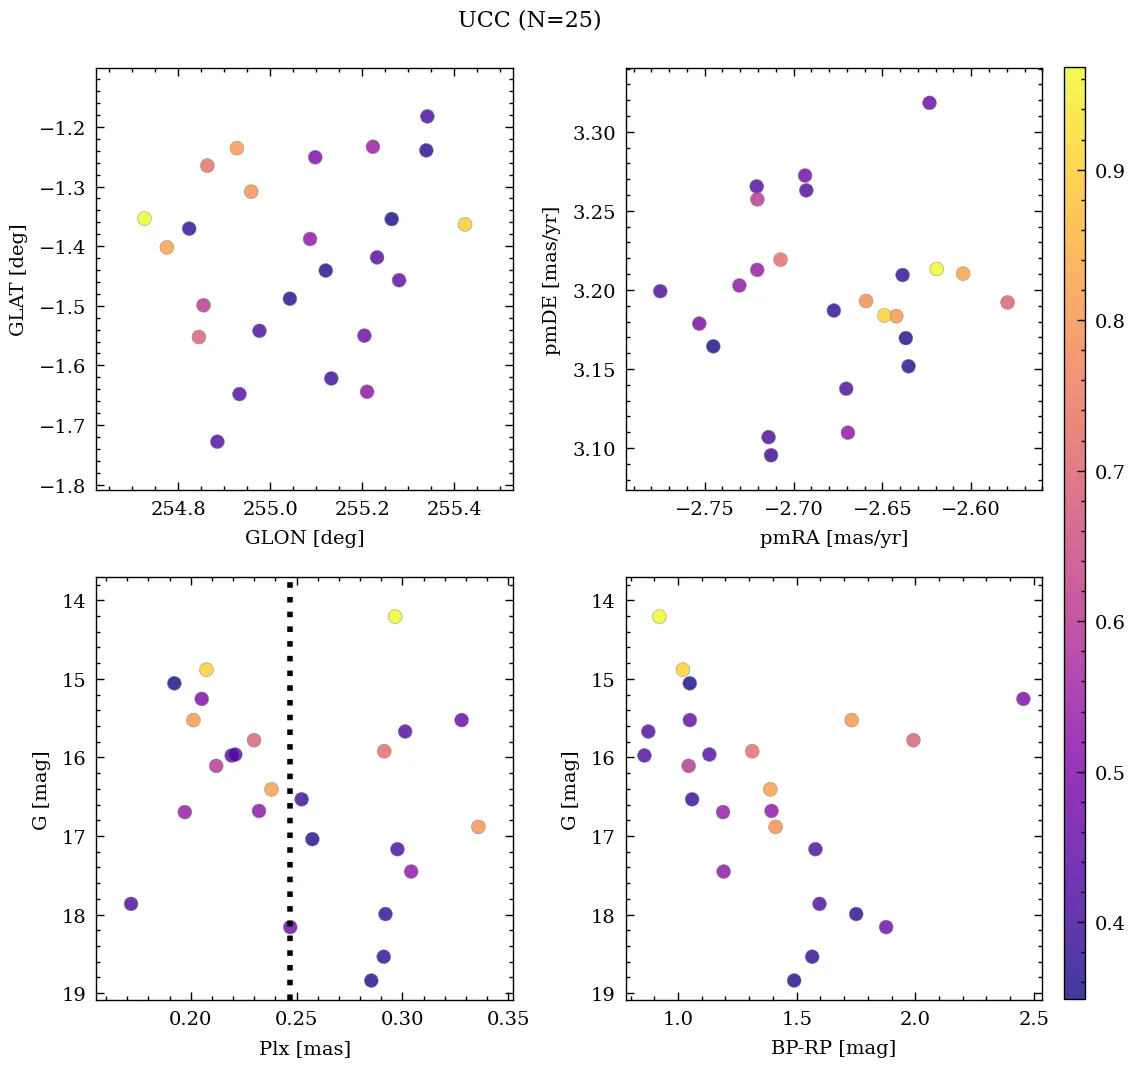 UCC (N=25)
−1.2
−1.3
−1.4
−1.5
−1.6
−1.7
−1.8
GLAT [deg]
254.8 255.0 255.2 255.4
GLON [deg]
3.30
3.25
3.20
3.15
3.10
pmDE [mas/yr]
−2.75 −2.70 −2.65 −2.60
pmRA [mas/yr]
14
15
16
17
18
19
G [mag]
0.20 0.25 0.30 0.35
Plx [mas]
14
15
16
17
18
19
G [mag]
1.0 1.5 2.0 2.5
BP-RP [mag]
0.9
0.8
0.7
0.6
0.5
0.4